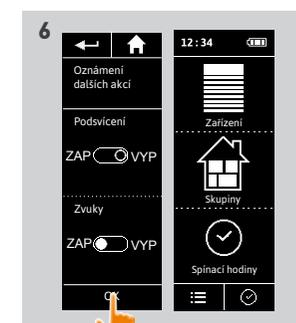 6
Oznámení
dalších akcí
Podsvícení
ZAP VYP
Zvuky
ZAP VYP
OK
12:34
Zařízení
Skupiny
Spínací hodiny